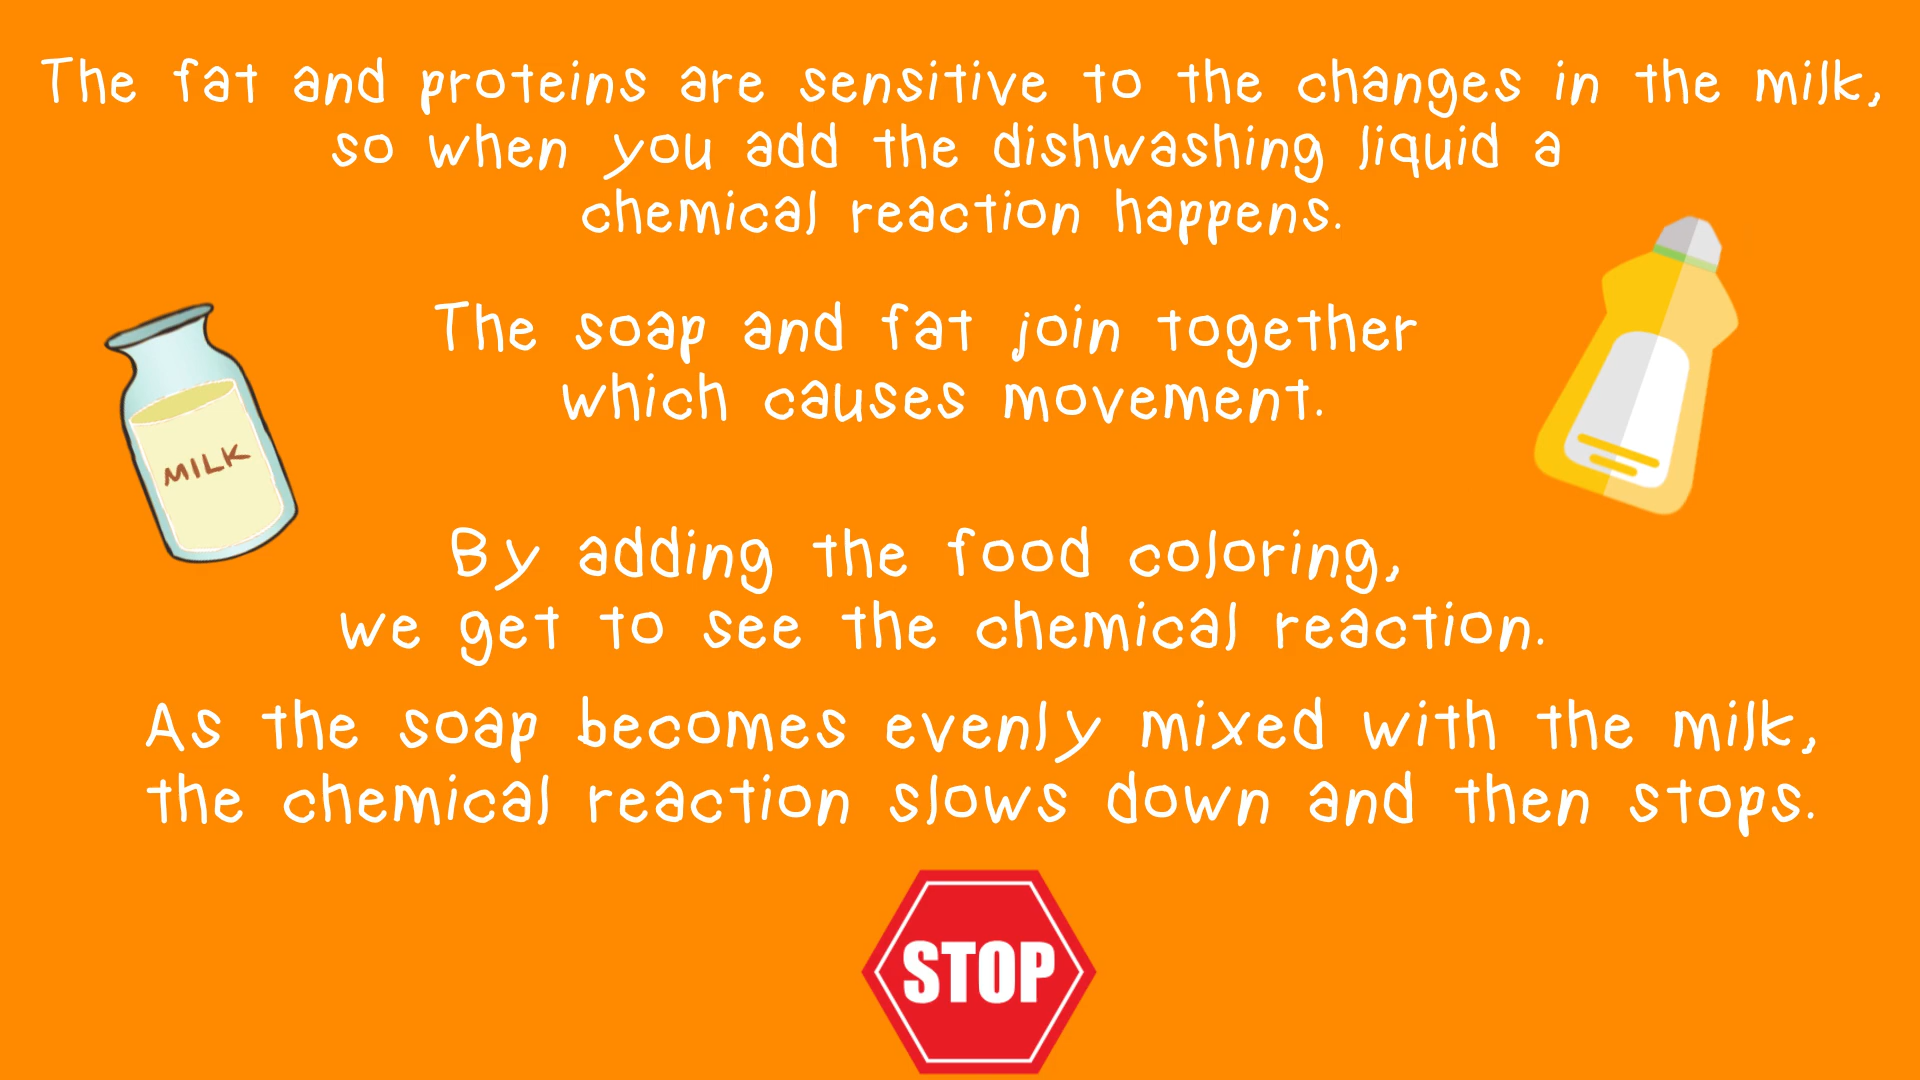 The fat and proteins are sensitive to the changes in the milk,
so when you add the dishwashing liquid a
chemical reaction happens.
The soap and fat join together
which causes movement.
MILK
By adding the food coloring,
we get to see the chemical reaction.
As the soap becomes evenly mixed with the milk,
the chemical reaction slows down and then stops.
STOP